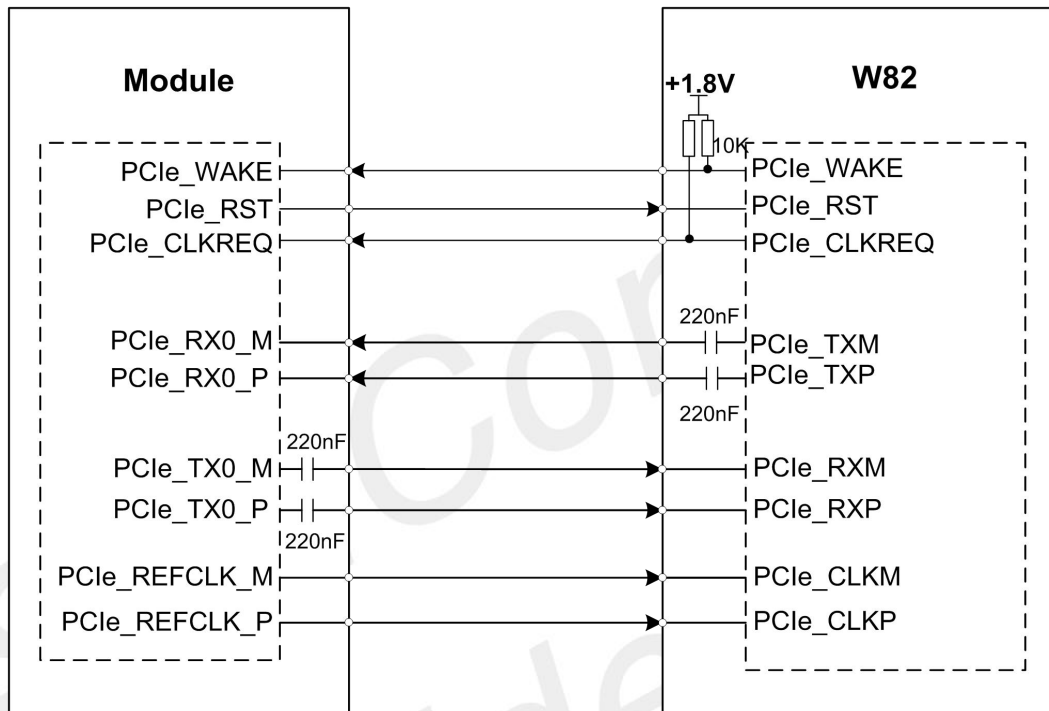 Module
W82
+1.8V
10K
PCIe_WAKE
PCIe_WAKE
PCIe_RST
PCIe_RST
PCIe_CLKREQ
PCIe_CLKREQ
220nF
PCIe_RX0_M
PCIe_TXM
PCIe_RX0_P
PCIe_TXP
220nF
220nF
PCIe_TX0_M
PCIe_RXM
PCIe_TX0_P
PCIe_RXP
220nF
PCIe_REFCLK_M
PCIe_CLKM
PCIe_REFCLK_P
PCIe_CLKP